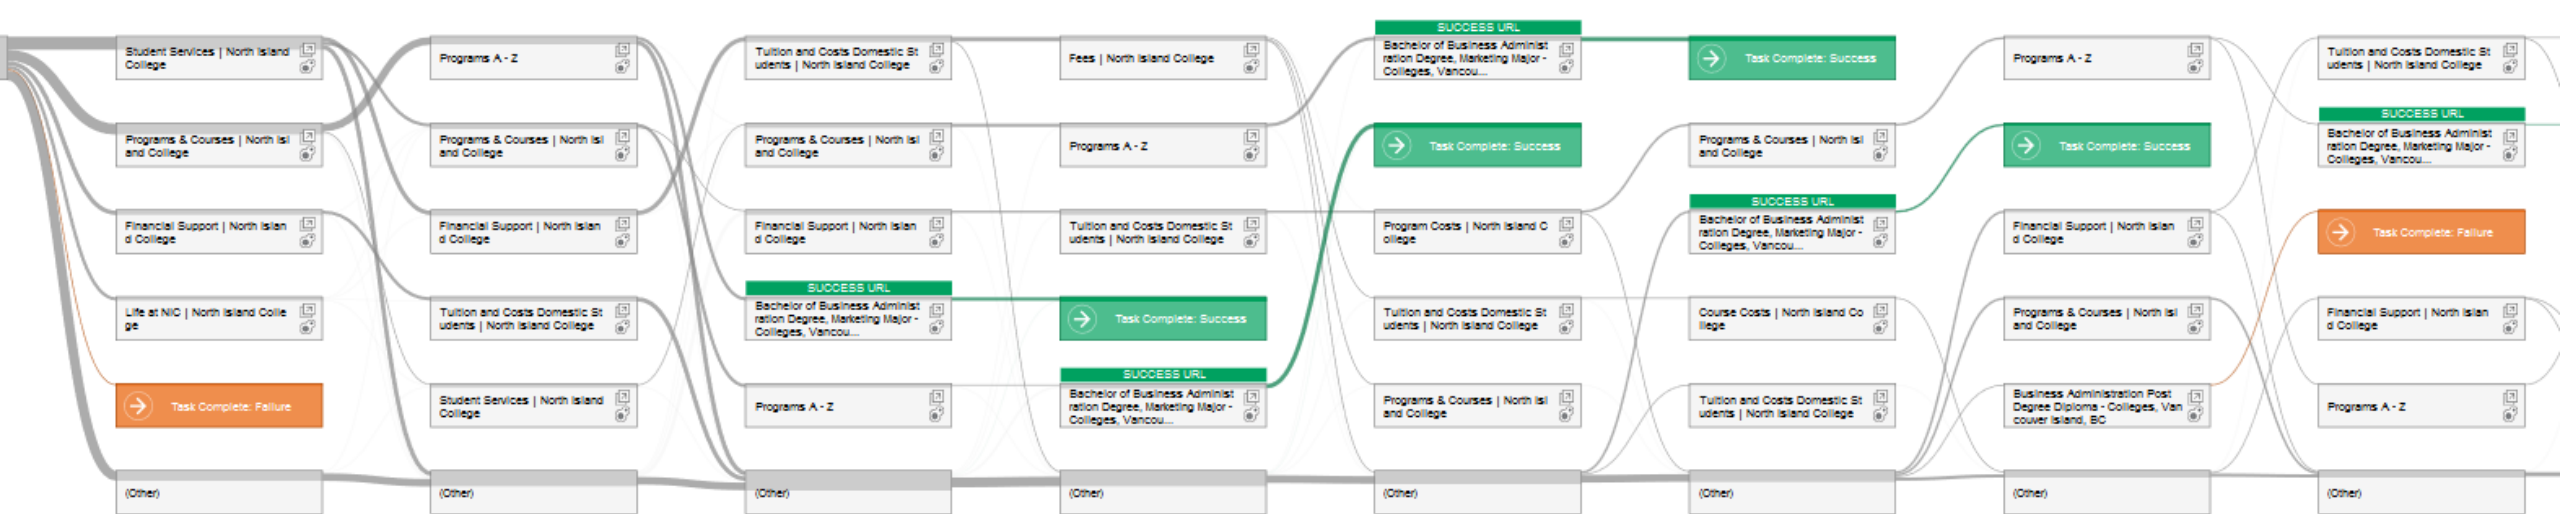 Student Services | North Island
College
Programs & Courses | North Isl
and College
Financial Support | North Islan
d College
Life at NIC | North Island Colle
ge
Task Complete: Failure
(Other)
Programs A - Z
Programs & Courses | North Isl
and College
Financial Support | North Islan
d College
Tuition and Costs Domestic St
udents | North Island College
Student Services | North Island
College
(Other)
Tuition and Costs Domestic St
udents | North Island College
Programs & Courses | North Isl
and College
Financial Support | North Islan
d College
SUCCESS URL
Bachelor of Business Administ
ration Degree, Marketing Major -
Colleges, Vancou...
Programs A - Z
(Other)
Fees | North Island College
Programs A - Z
Tuition and Costs Domestic St
udents | North Island College
Task Complete: Success
SUCCESS URL
Bachelor of Business Administ
ration Degree, Marketing Major -
Colleges, Vancou...
(Other)
SUCCESS URL
Bachelor of Business Administ
ration Degree, Marketing Major -
Colleges, Vancou...
Task Complete: Success
Program Costs | North Island C
ollege
Tuition and Costs Domestic St
udents | North Island College
Programs & Courses | North Isl
and College
(Other)
Task Complete: Success
Programs & Courses | North Isl
and College
SUCCESS URL
Bachelor of Business Administ
ration Degree, Marketing Major -
Colleges, Vancou...
Course Costs | North Island Co
llege
Tuition and Costs Domestic St
udents | North Island College
(Other)
Programs A - Z
Task Complete: Success
Financial Support | North Islan
d College
Programs & Courses | North Isl
and College
Business Administration Post
Degree Diploma - Colleges, Van
couver Island, BC
(Other)
Tuition and Costs Domestic St
udents | North Island College
SUCCESS URL
Bachelor of Business Administ
ration Degree, Marketing Major -
Colleges, Vancou...
Task Complete: Failure
Financial Support | North Islan
d College
Programs A - Z
(Other)